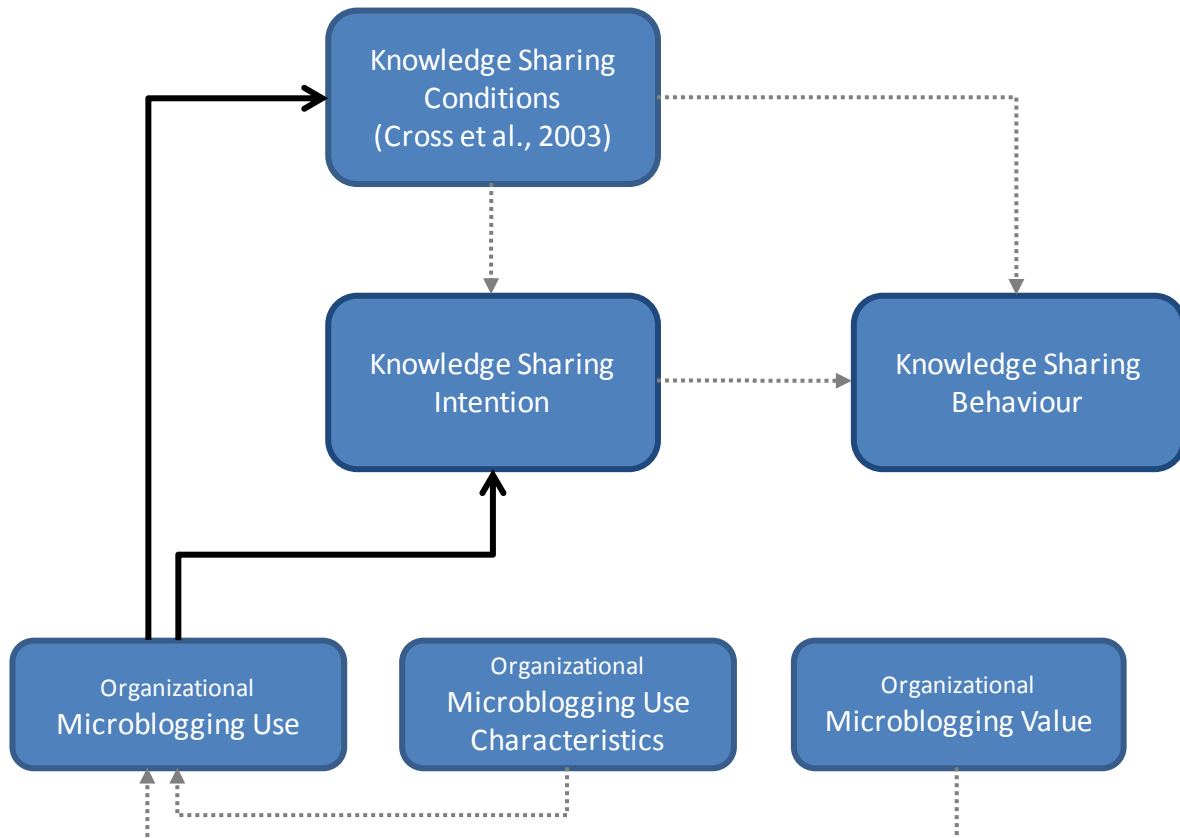 Knowledge Sharing
Conditions
(Cross et al., 2003)
Knowledge Sharing
Intention
Knowledge Sharing
Behaviour
Organizational
Microblogging Use
Organizational
Microblogging Use
Characteristics
Organizational
Microblogging Value